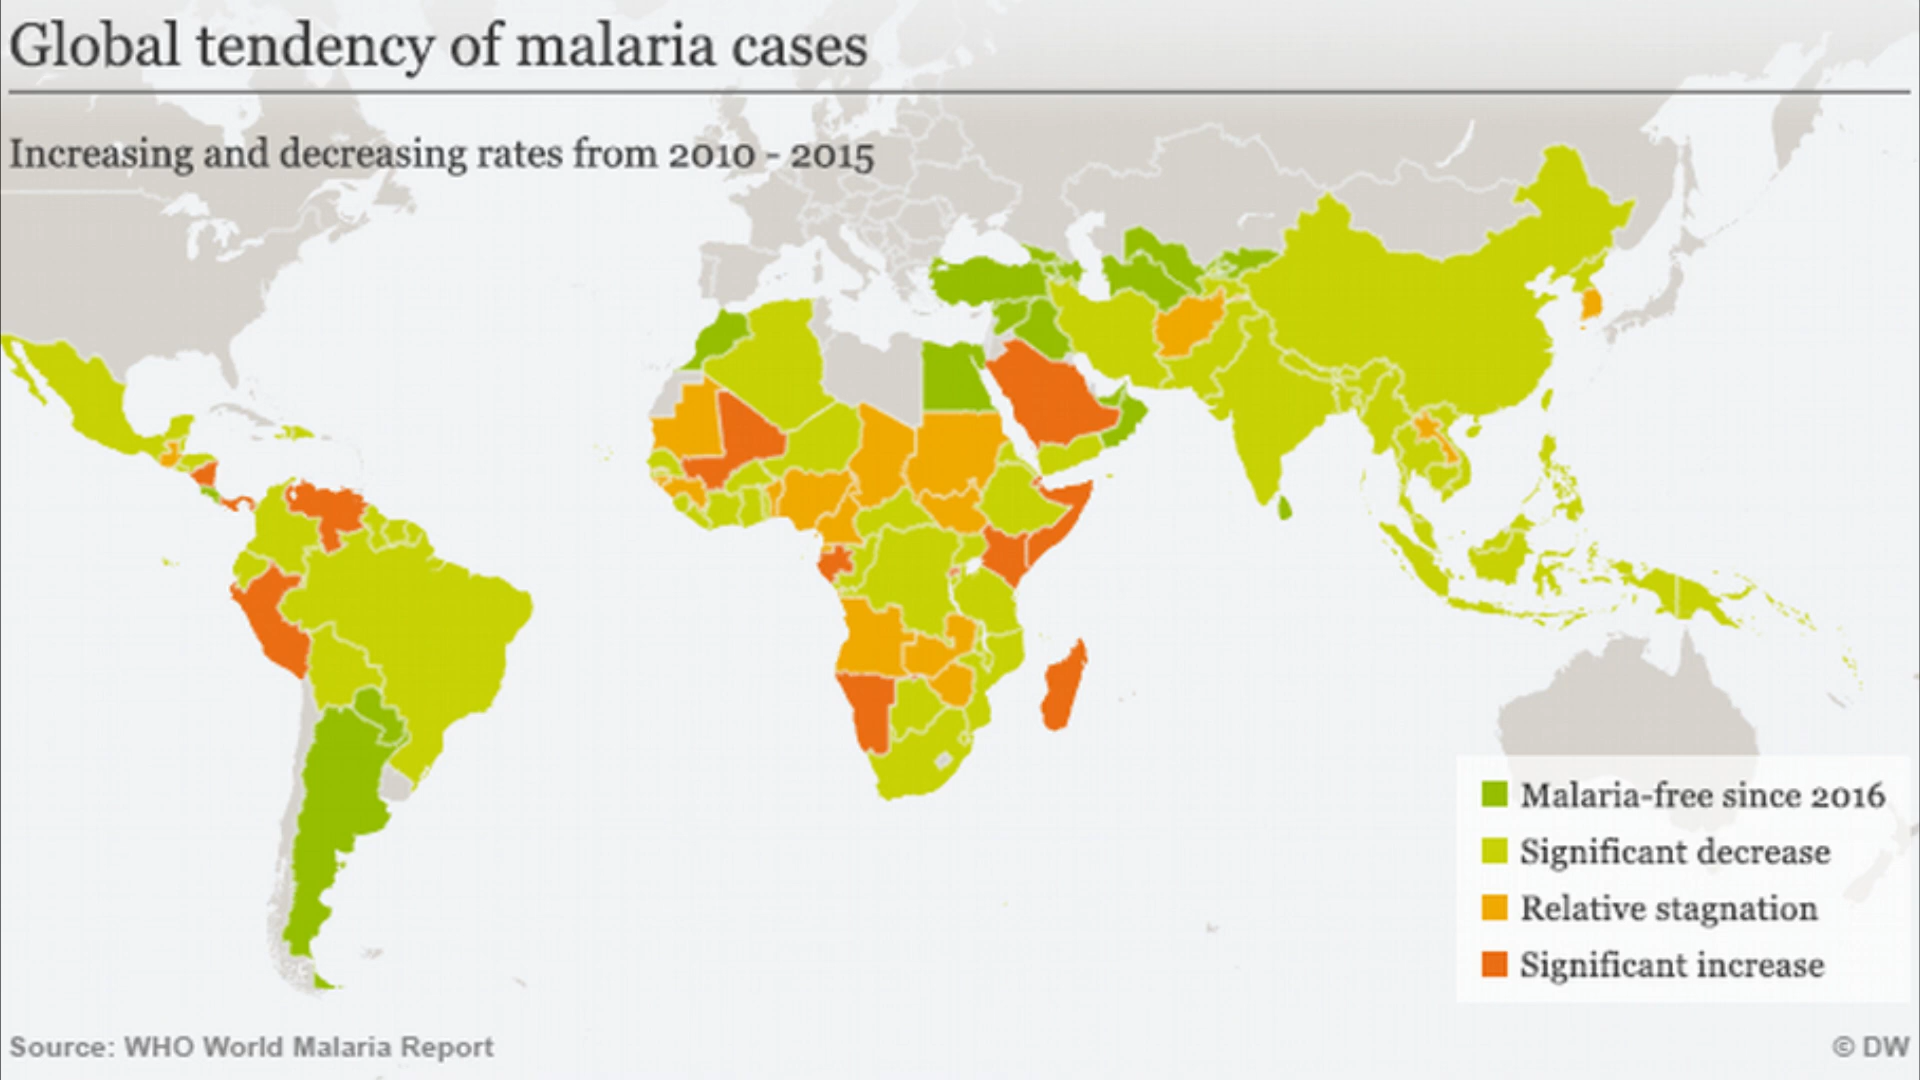 Global tendency of malaria cases
Increasing and decreasing rates from 2010 - 2015
Malaria-free since 2016
Significant decrease
Relative stagnation
Significant increase
Source: WHO World Malaria Report
© DW